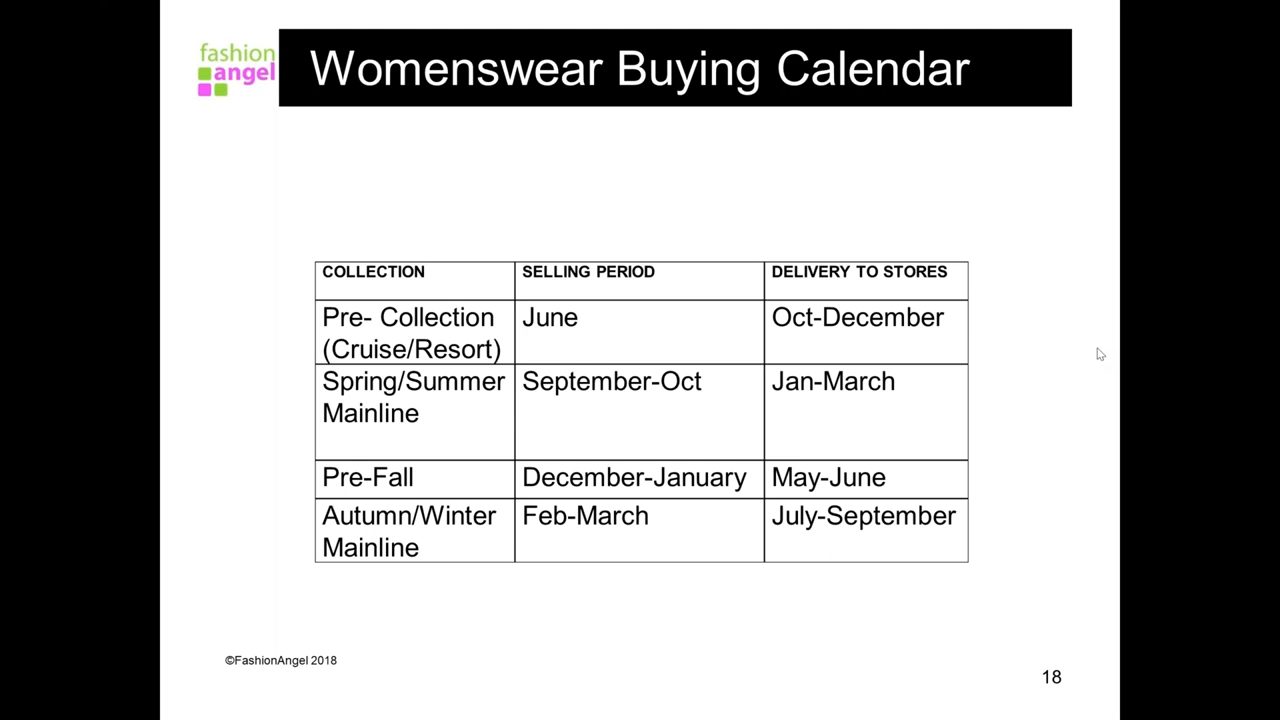 fashion
angel
Womenswear Buying Calendar
COLLECTION SELLING PERIOD DELIVERY TO STORES
Pre- Collection June Oct-December
(Cruise/Resort)
Spring/Summer September-Oct Jan-March
Mainline
Pre-Fall December-January May-June
Autumn/Winter Feb-March July-September
Mainline
©FashionAngel 2018
18